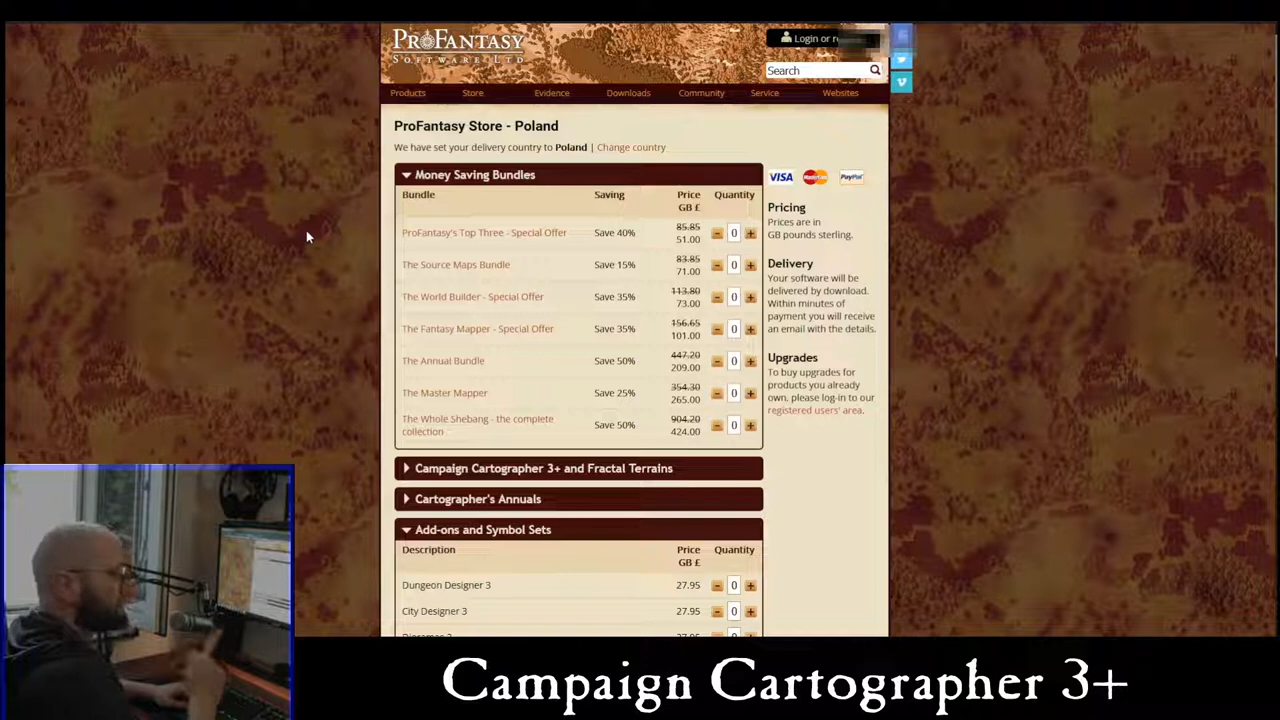 PROFANTASY
SOFTWARE LTD
Login or re
Search
Products Store Evidence Downloads Community Service Websites
ProFantasy Store - Poland
We have set your delivery country to Poland | Change country
Money Saving Bundles
Bundle Saving Price Quantity
GB £
ProFantasy's Top Three - Special Offer Save 40% 85.85 - 0 +
51.00
The Source Maps Bundle Save 15% 83.85 - 0 +
71.00
The World Builder - Special Offer Save 35% 113.80 - 0 +
73.00
The Fantasy Mapper - Special Offer Save 35% 156.65 - 0 +
101.00
The Annual Bundle Save 50% 447.20 - 0 +
209.00
The Master Mapper Save 25% 354.30 - 0 +
265.00
The Whole Shebang - the complete Save 50% 904.20 - 0 +
collection 424.00
Campaign Cartographer 3+ and Fractal Terrains
Cartographer's Annuals
Add-ons and Symbol Sets
Description Price Quantity
GB £
Dungeon Designer 3 27.95 - 0 +
City Designer 3 27.95 - 0 +
VISA MasterCard PayPal
Pricing
Prices are in
GB pounds sterling.
Delivery
Your software will be
delivered by download.
Within minutes of
payment you will receive
an email with the details.
Upgrades
To buy upgrades for
products you already
own, please log-in to our
registered users' area.
Campaign Cartographer 3+